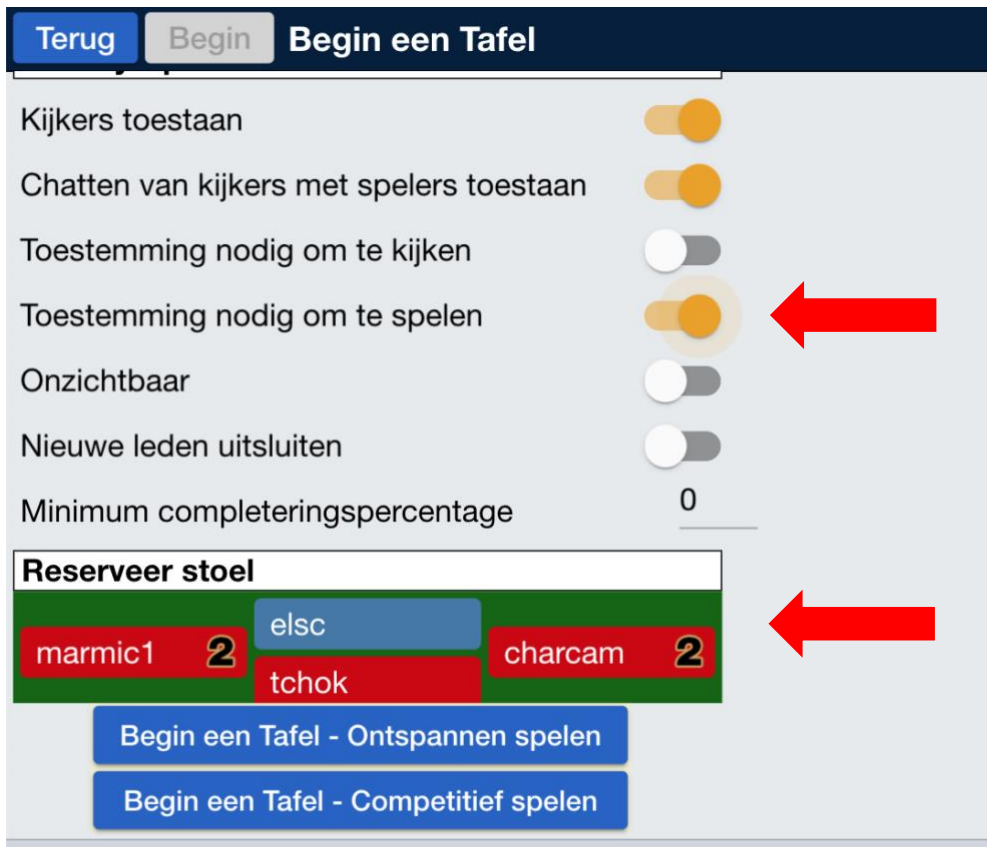 Terug Begin Begin een Tafel
Kijkers toestaan
Chatten van kijkers met spelers toestaan
Toestemming nodig om te kijken
Toestemming nodig om te spelen
Onzichtbaar
Nieuwe leden uitsluiten
Minimum completeringspercentage 0
Reserveer stoel
elsc
marmic1 2 charcam 2
tchok
Begin een Tafel - Ontspannen spelen
Begin een Tafel - Competitief spelen